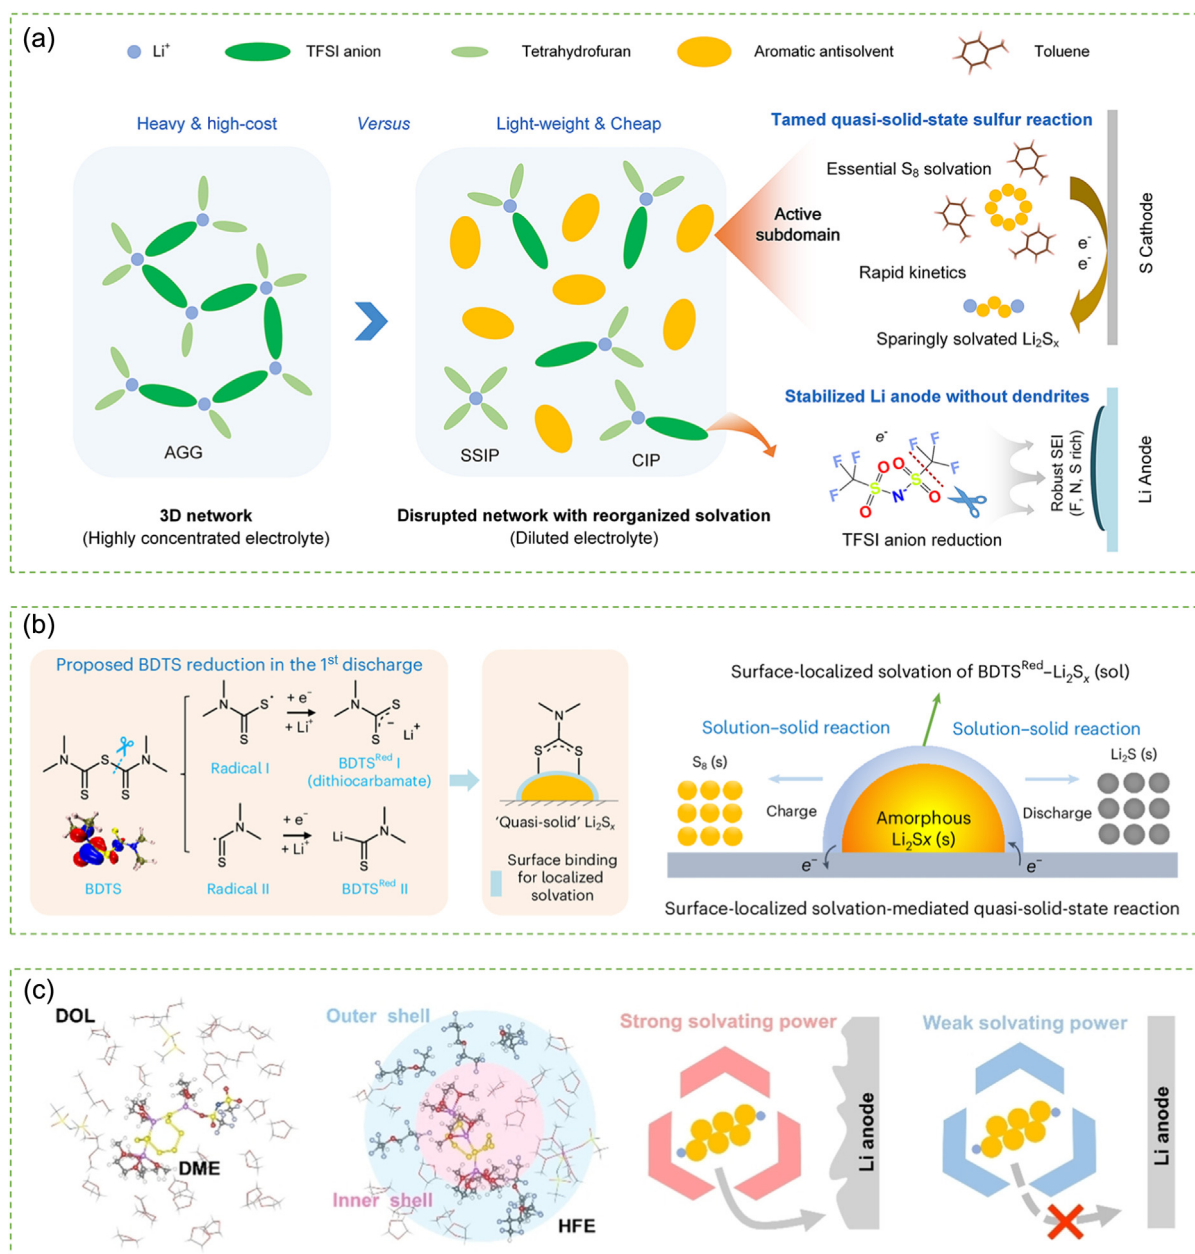 (a)
Li⁺
TFSI anion
Tetrahydrofuran
Aromatic antisolvent
Toluene
Heavy & high-cost
Versus
Light-weight & Cheap
AGG
3D network
(Highly concentrated electrolyte)
SSIP
CIP
Disrupted network with reorganized solvation
(Diluted electrolyte)
Active
subdomain
Tamed quasi-solid-state sulfur reaction
Essential S₈ solvation
e⁻
e⁻
Rapid kinetics
Sparingly solvated Li₂Sₓ
S Cathode
Stabilized Li anode without dendrites
e⁻
F
F
F
F
F
F
O
O
S
S
N⁻
O
O
TFSI anion reduction
Robust SEI
(F, N, S rich)
Li Anode
(b)
Proposed BDTS reduction in the 1ˢᵗ discharge
N
S
N
S
S
BDTS
N
S·
S
Radical I
+ e⁻
+ Li⁺
N
S
S
−
Li⁺
BDTSᴿᵉᵈ I
(dithiocarbamate)
N
S
Radical II
+ e⁻
+ Li⁺
Li
N
S
BDTSᴿᵉᵈ II
N
S
S
'Quasi-solid' Li₂Sₓ
Surface binding
for localized
solvation
Surface-localized solvation of BDTSᴿᵉᵈ–Li₂Sₓ (sol)
Solution–solid reaction
Solution–solid reaction
S₈ (s)
Li₂S (s)
Charge
Discharge
Amorphous
Li₂Sx (s)
e⁻
e⁻
Surface-localized solvation-mediated quasi-solid-state reaction
(c)
DOL
DME
Outer shell
Inner shell
HFE
Strong solvating power
Li anode
Weak solvating power
Li anode